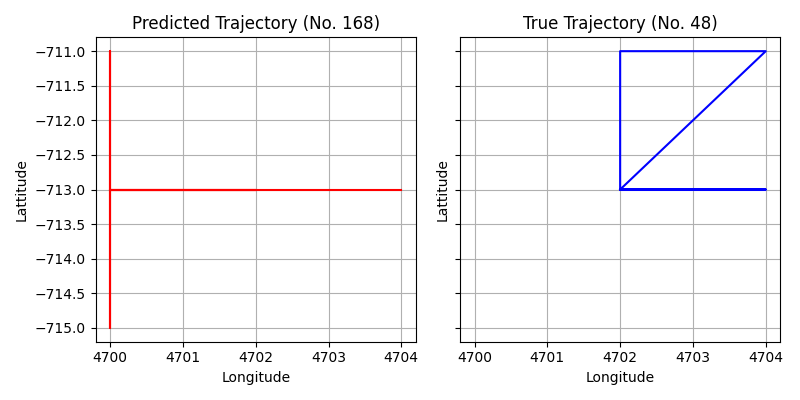 Predicted Trajectory (No. 168)
Lattitude
−711.0
−711.5
−712.0
−712.5
−713.0
−713.5
−714.0
−714.5
−715.0
4700 4701 4702 4703 4704
Longitude
True Trajectory (No. 48)
Lattitude
4700 4701 4702 4703 4704
Longitude